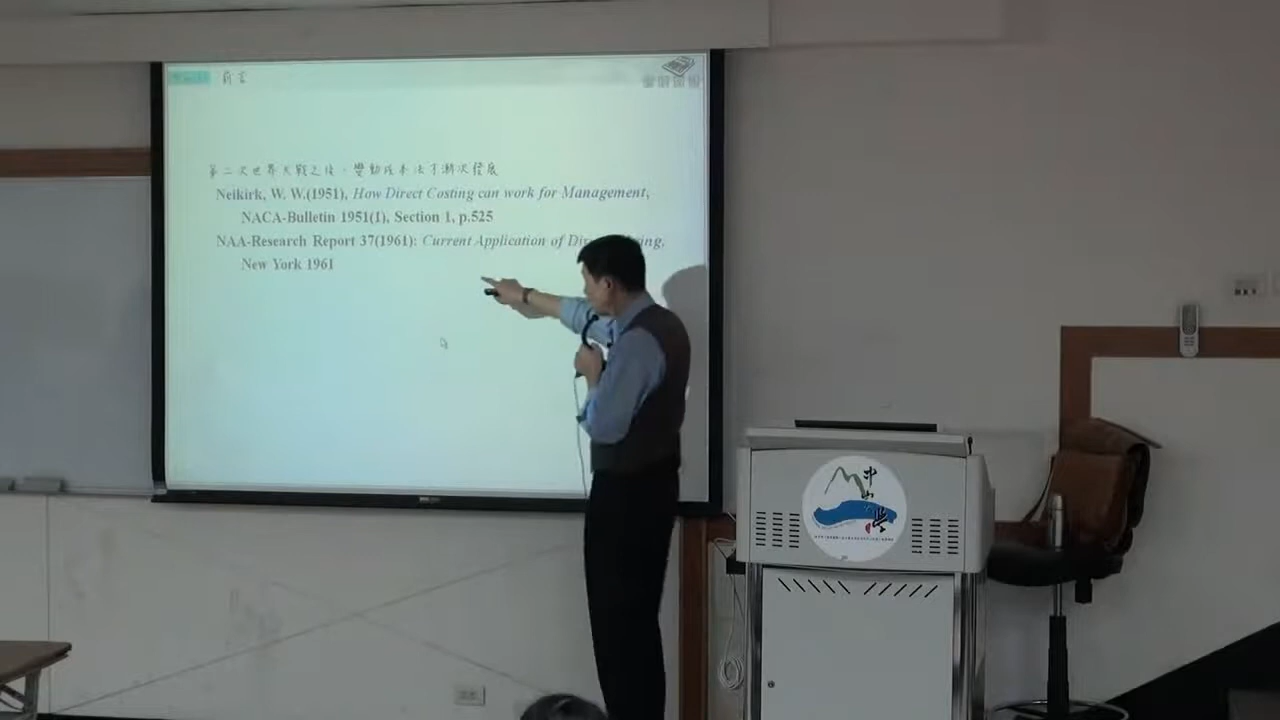 前言
第二次世界大戰之後，變動成本法才漸次發展
Neikirk, W. W.(1951), How Direct Costing can work for Management,
NACA-Bulletin 1951(1), Section 1, p.525
NAA-Research Report 37(1961): Current Application of
New York 1961
中山